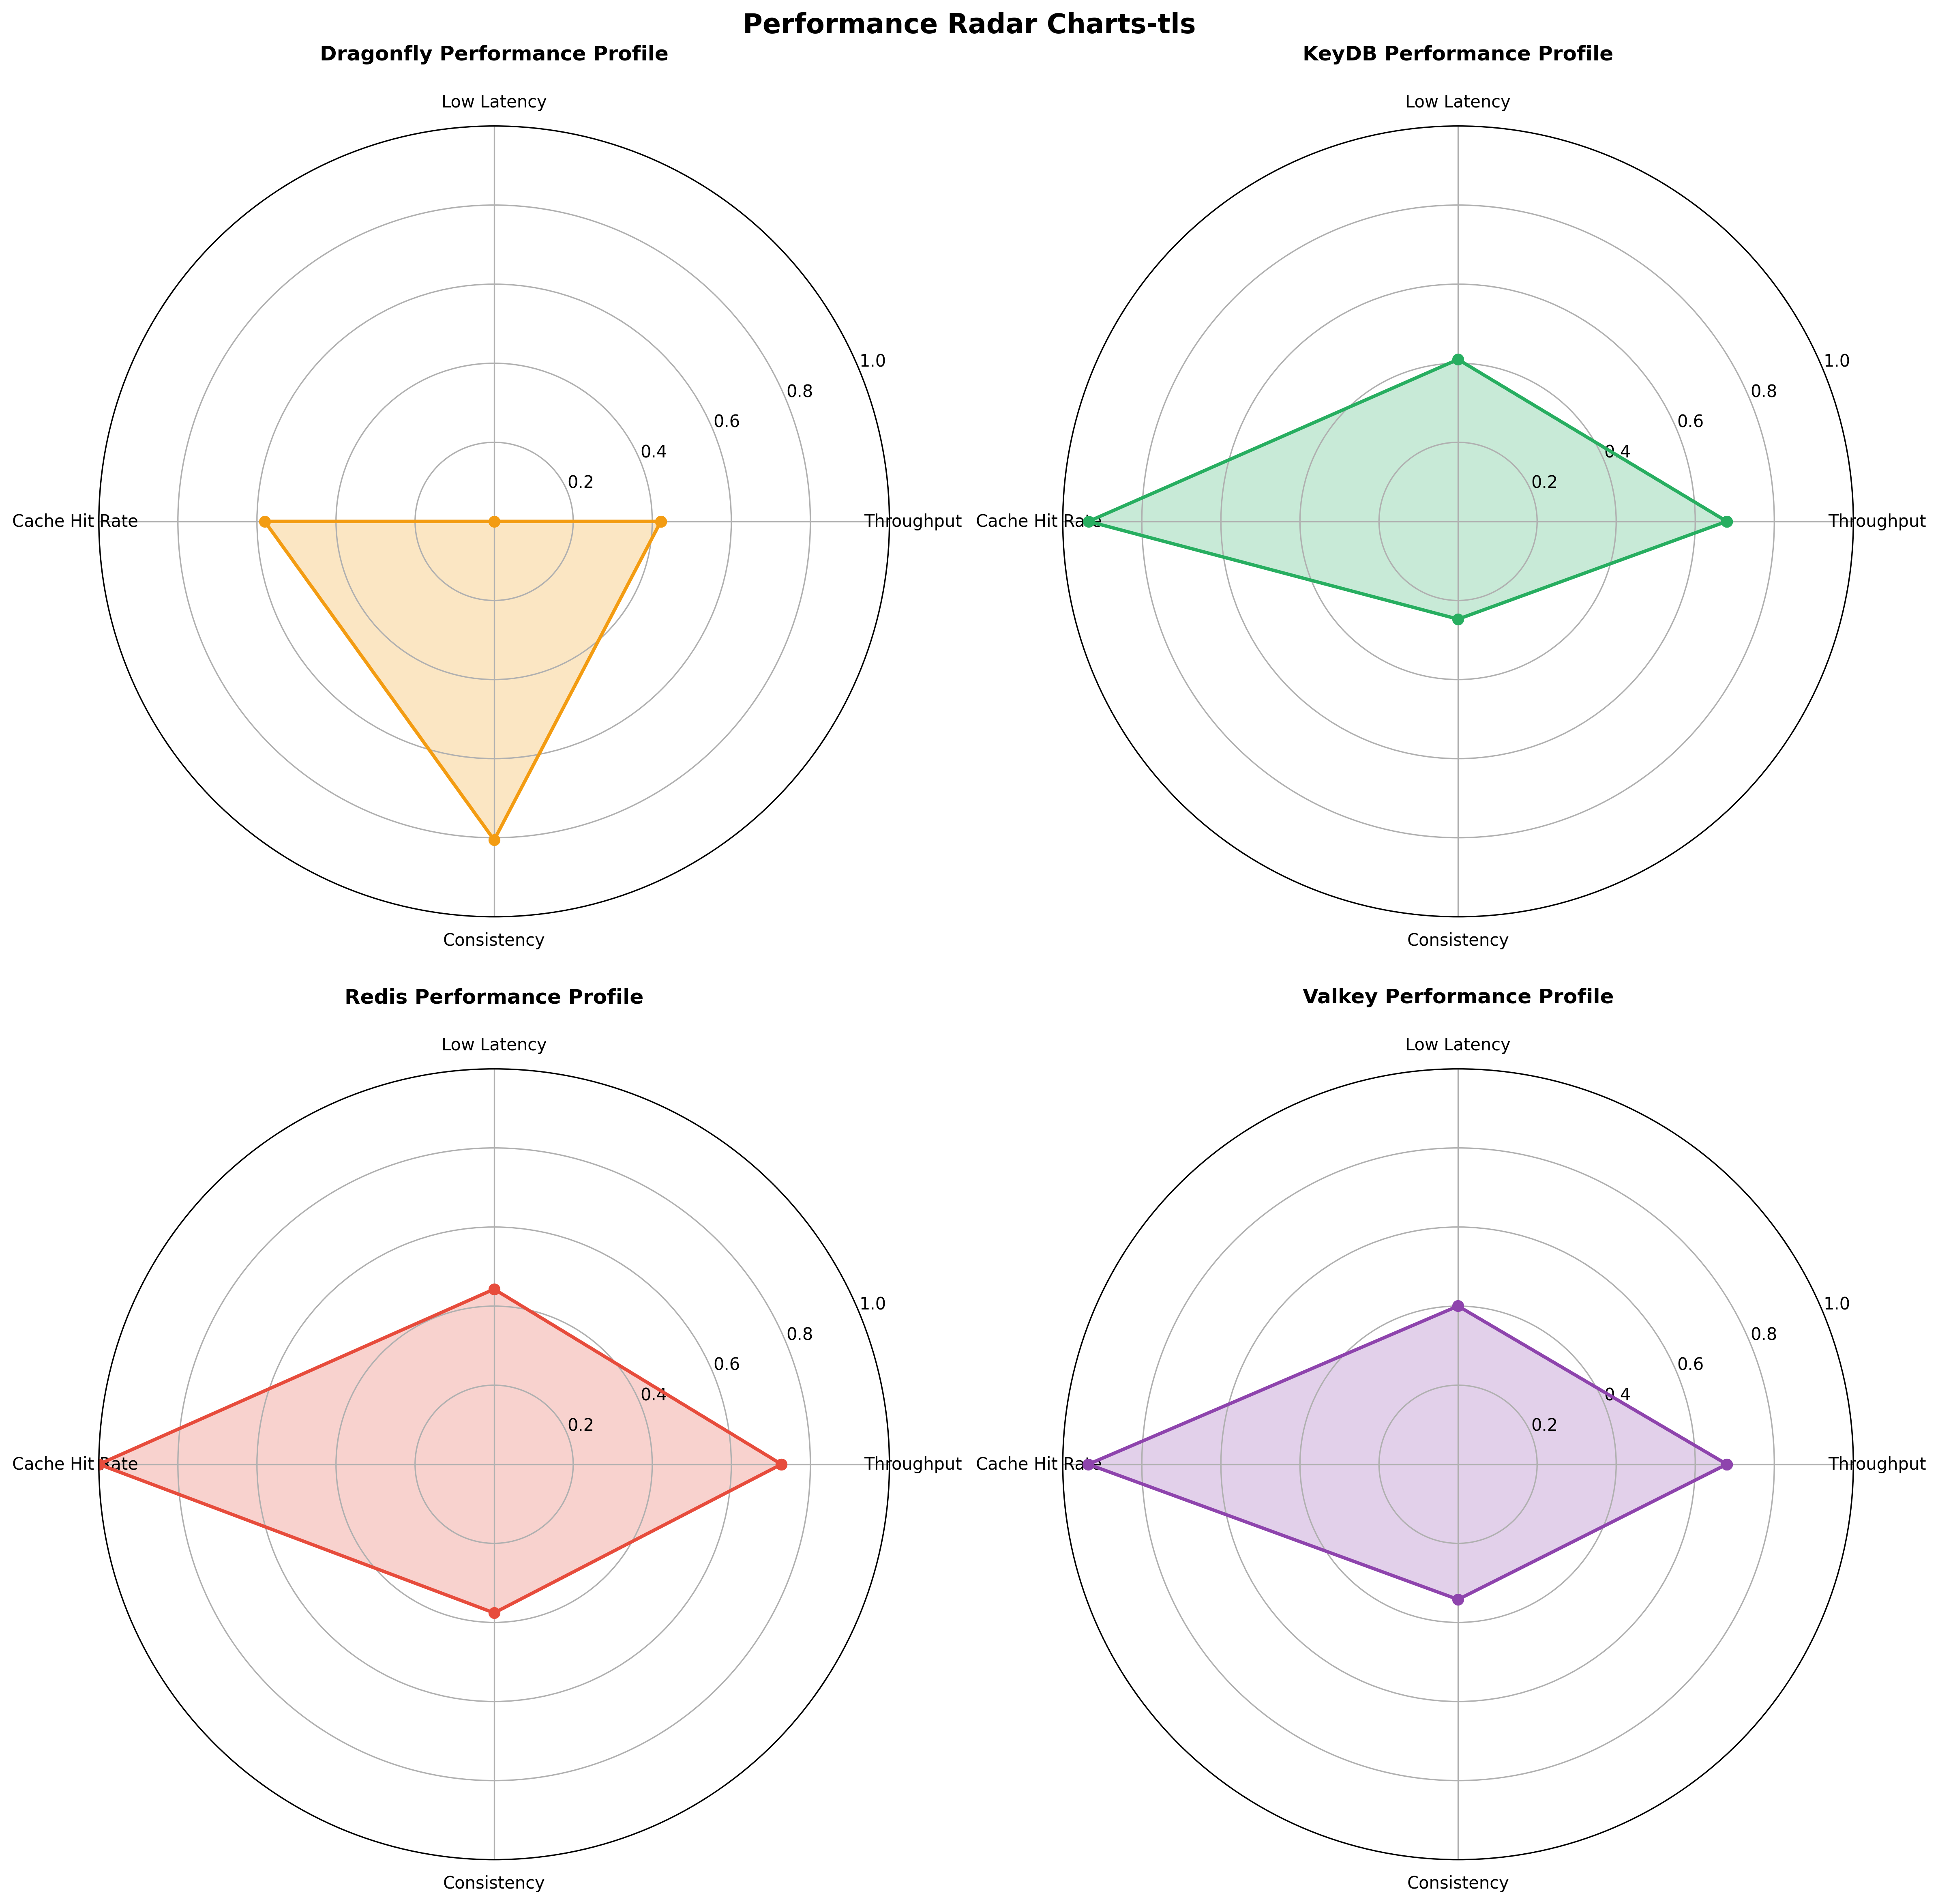 Performance Radar Charts-tls
Dragonfly Performance Profile
Low Latency
1.0
0.8
0.6
0.4
0.2
Cache Hit Rate
Throughput
Consistency
KeyDB Performance Profile
Low Latency
1.0
0.8
0.6
0.4
0.2
Cache Hit Rate
Throughput
Consistency
Redis Performance Profile
Low Latency
1.0
0.8
0.6
0.4
0.2
Cache Hit Rate
Throughput
Consistency
Valkey Performance Profile
Low Latency
1.0
0.8
0.6
0.4
0.2
Cache Hit Rate
Throughput
Consistency